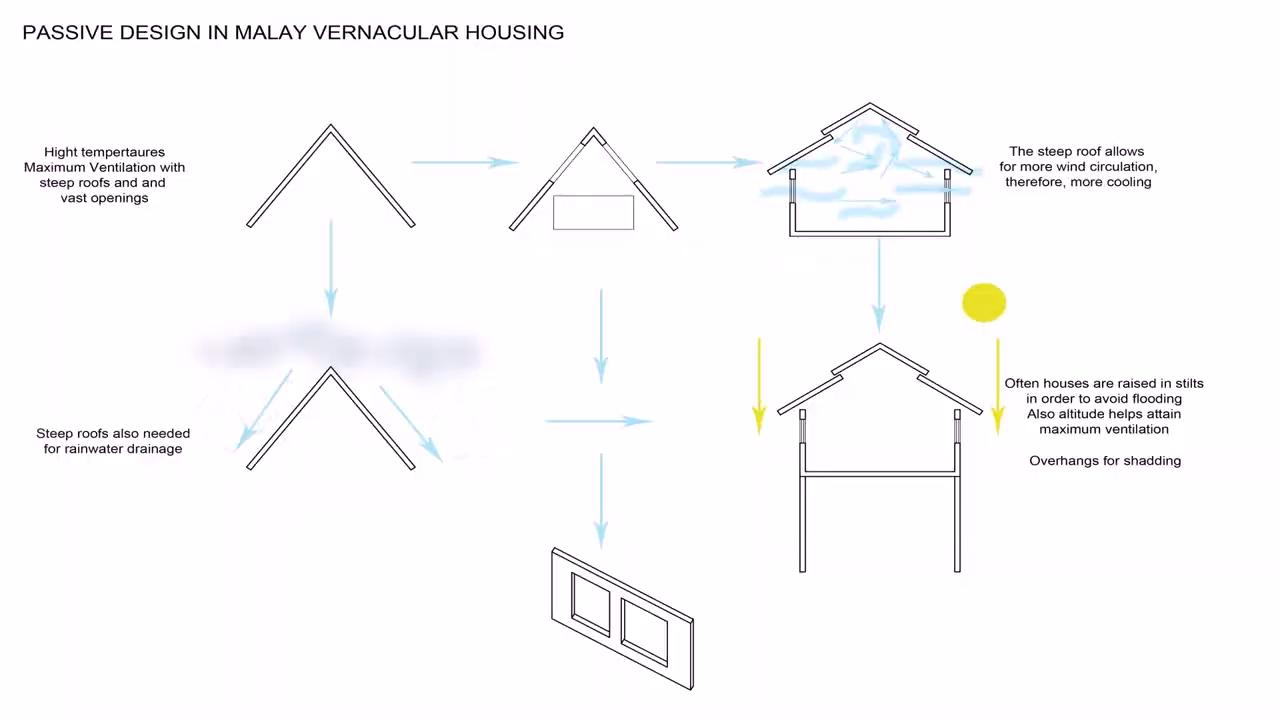 PASSIVE DESIGN IN MALAY VERNACULAR HOUSING
Hight tempertaures
Maximum Ventilation with
steep roofs and and
vast openings
The steep roof allows
for more wind circulation,
therefore, more cooling
Steep roofs also needed
for rainwater drainage
Often houses are raised in stilts
in order to avoid flooding
Also altitude helps attain
maximum ventilation
Overhangs for shadding